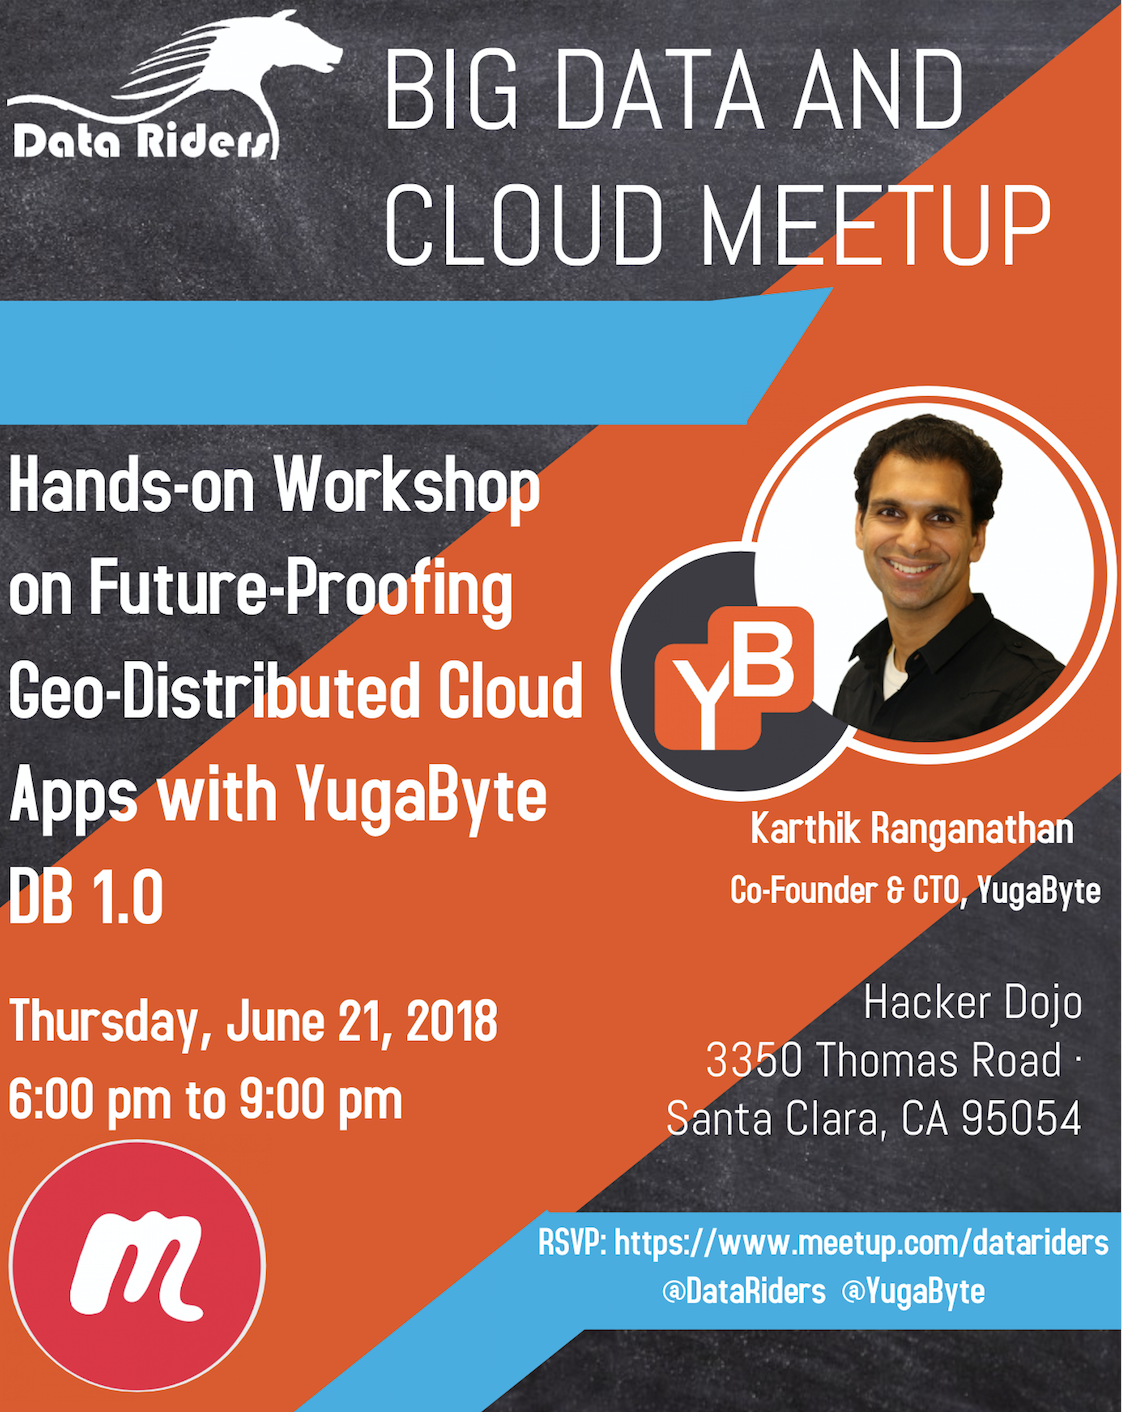 Data Riders
BIG DATA AND
CLOUD MEETUP
Hands-on Workshop
on Future-Proofing
Geo-Distributed Cloud
Apps with YugaByte
DB 1.0
YB
Karthik Ranganathan
Co-Founder & CTO, YugaByte
Thursday, June 21, 2018
6:00 pm to 9:00 pm
Hacker Dojo
3350 Thomas Road ·
Santa Clara, CA 95054
m
RSVP: https://www.meetup.com/datariders
@DataRiders @YugaByte